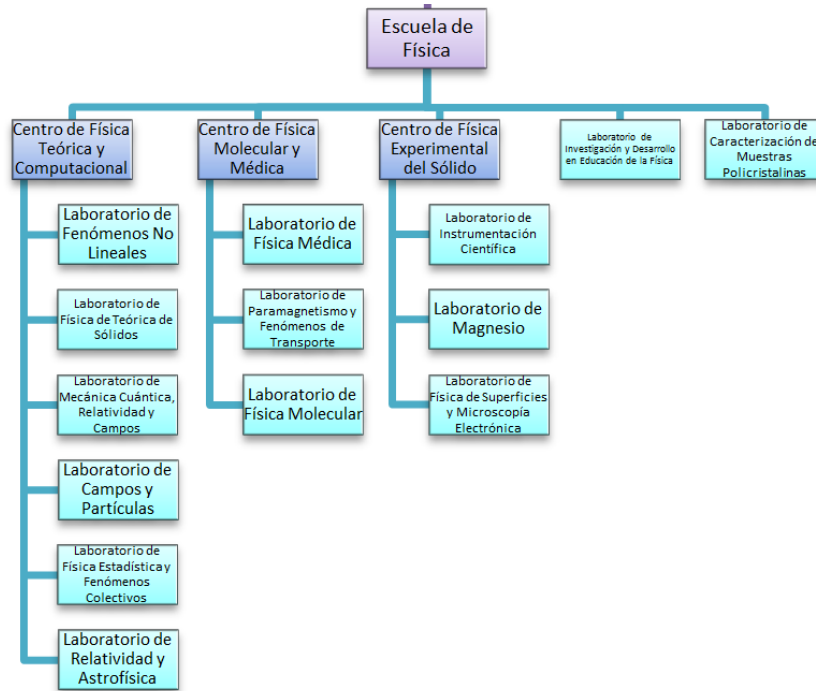 Escuela de
Física
Centro de Física
Teórica y
Computacional
Centro de Física
Molecular y
Médica
Centro de Física
Experimental
del Sólido
Laboratorio de
Investigación y Desarrollo
en Educación de la Física
Laboratorio de
Caracterización de
Muestras
Policristalinas
Laboratorio de
Fenómenos No
Lineales
Laboratorio de
Física de Teórica de
Sólidos
Laboratorio de
Mecánica Cuántica,
Relatividad y
Campos
Laboratorio de
Campos y
Partículas
Laboratorio de
Física Estadística y
Fenómenos
Colectivos
Laboratorio de
Relatividad y
Astrofísica
Laboratorio de
Física Médica
Laboratorio de
Paramagnetismo y
Fenómenos de
Transporte
Laboratorio de
Física Molecular
Laboratorio de
Instrumentación
Científica
Laboratorio de
Magnesio
Laboratorio de
Física de Superficies
y Microscopía
Electrónica